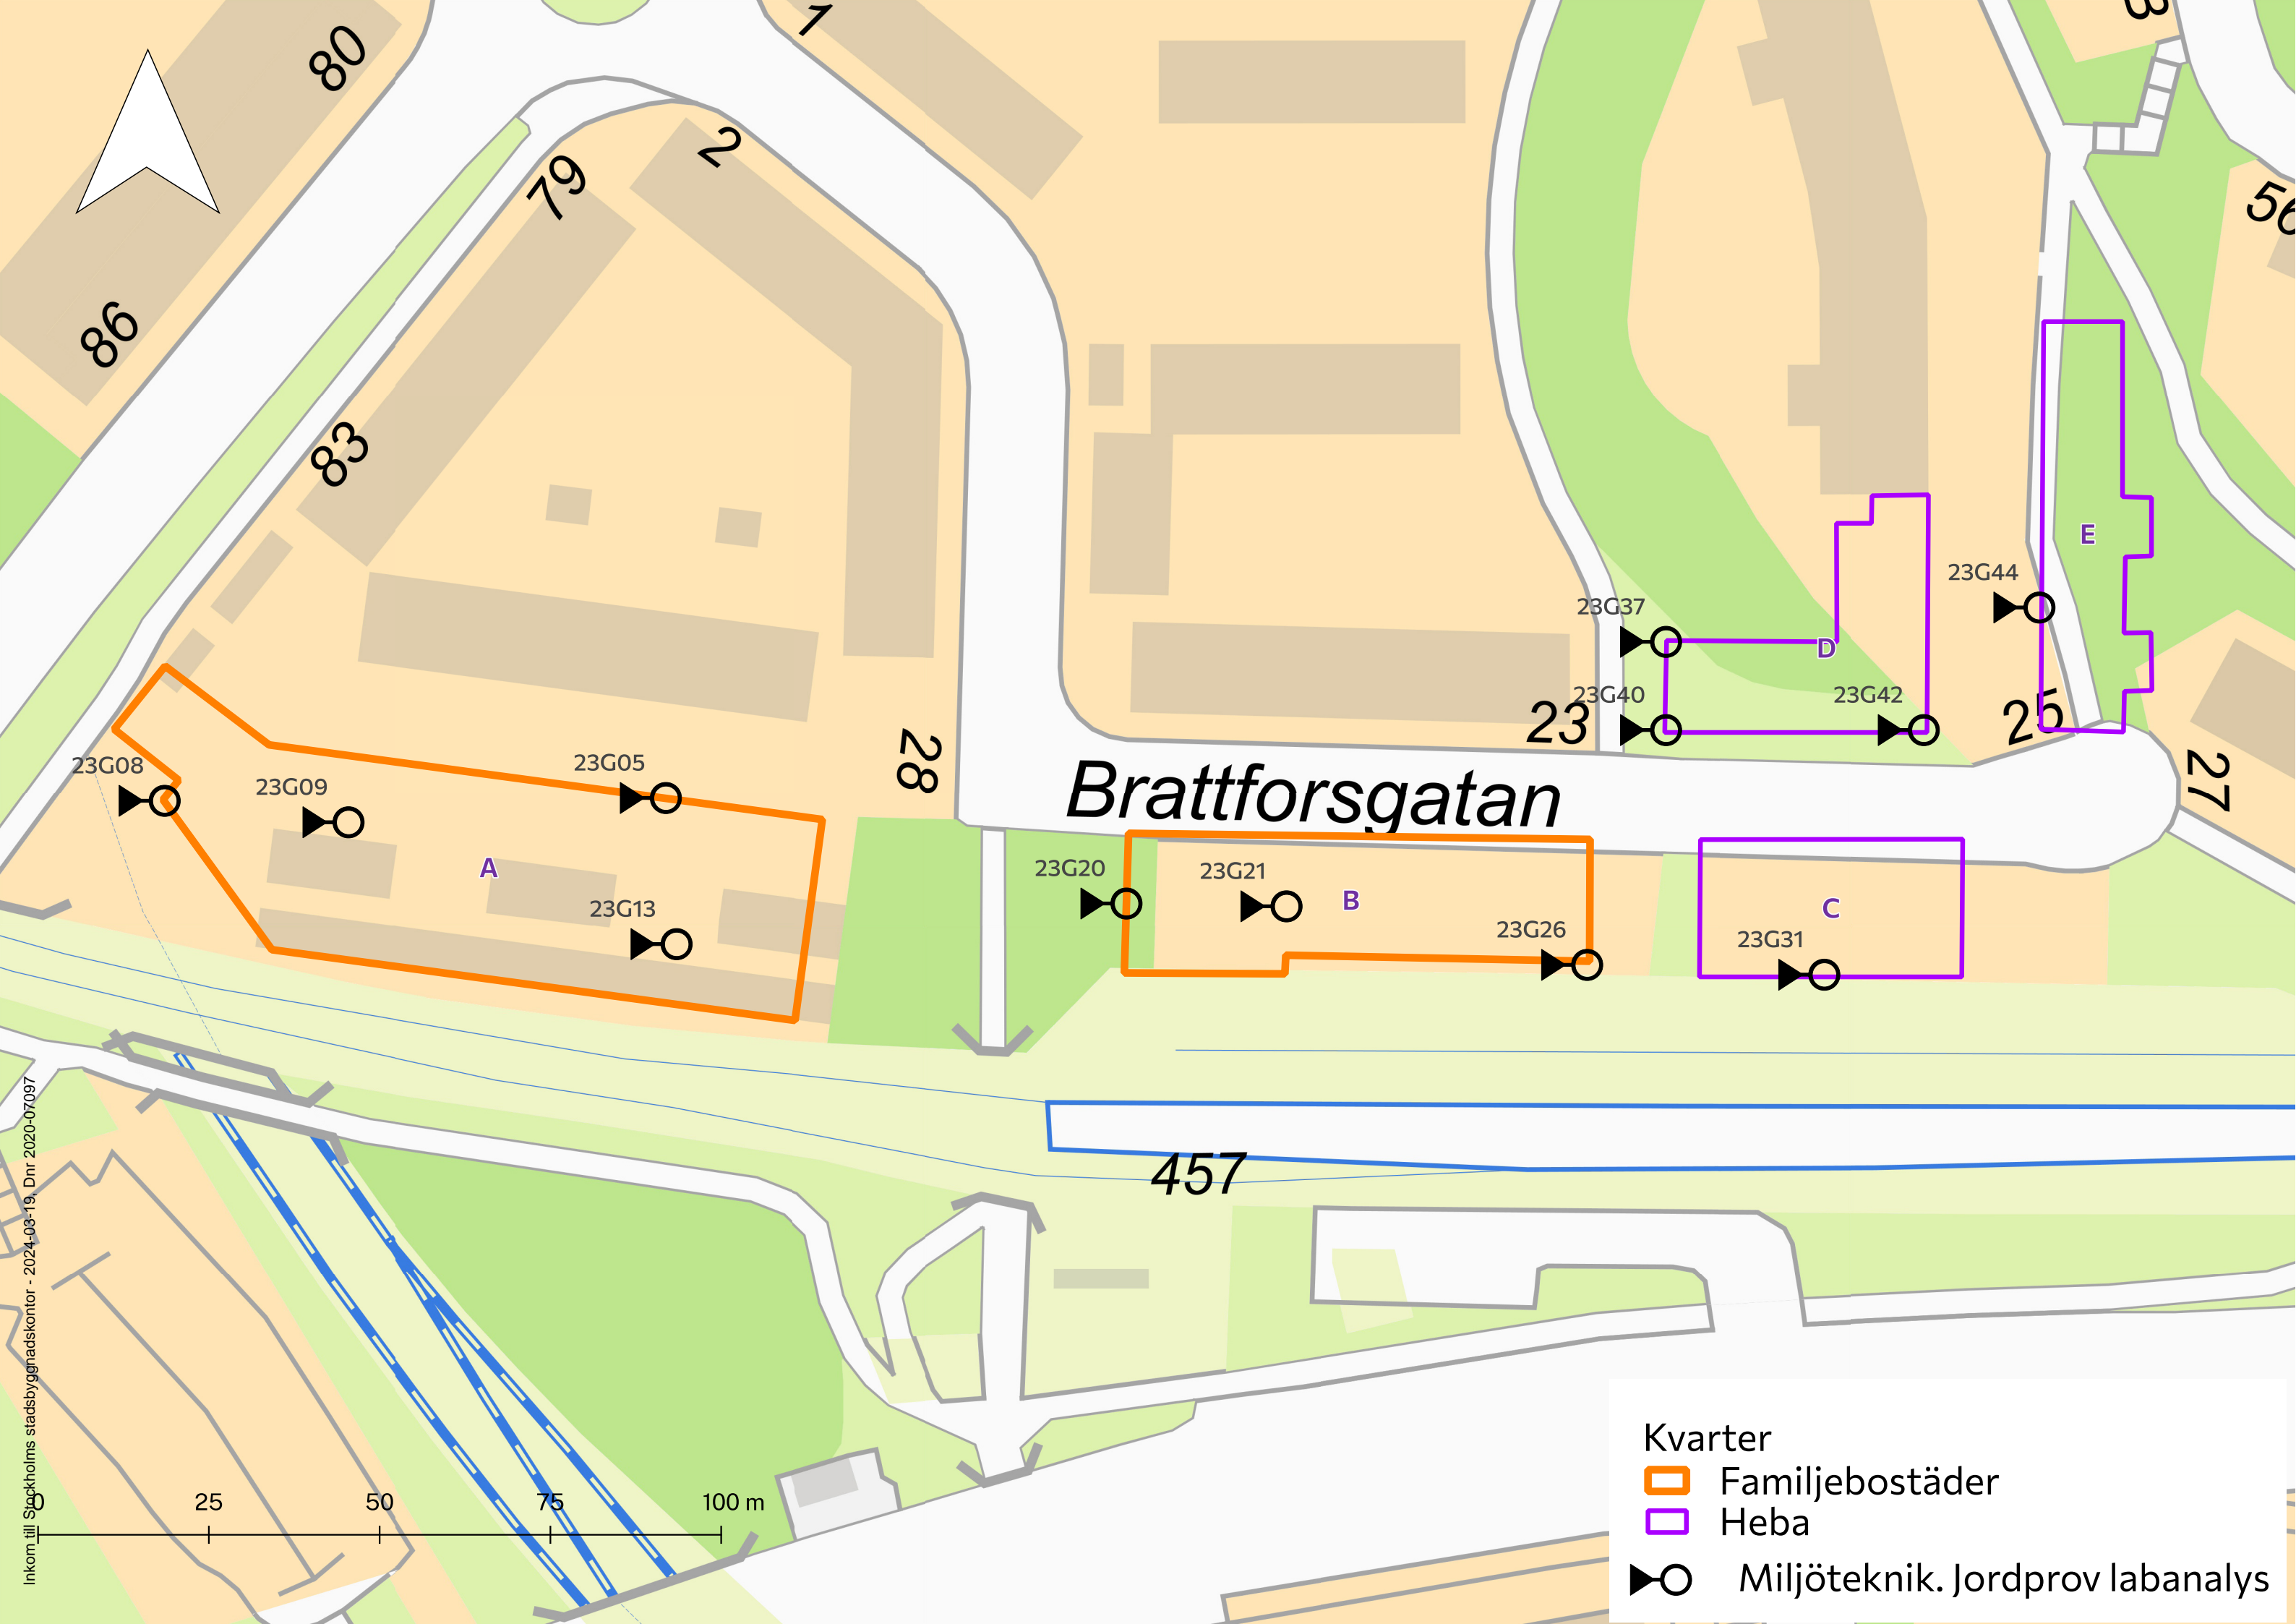 80
1
3
2
79
56
86
83
23G44
E
23G37
D
23G40
23G42
23
25
28
27
23G08
23G05
23G09
Brattforsgatan
A
23G20
23G21
B
C
23G13
23G26
23G31
457
Inkom till Stockholms stadsbyggnadskontor - 2024-03-19, Dnr 2020-07097
0 25 50 75 100 m
Kvarter
Familjebostäder
Heba
Miljöteknik. Jordprov labanalys